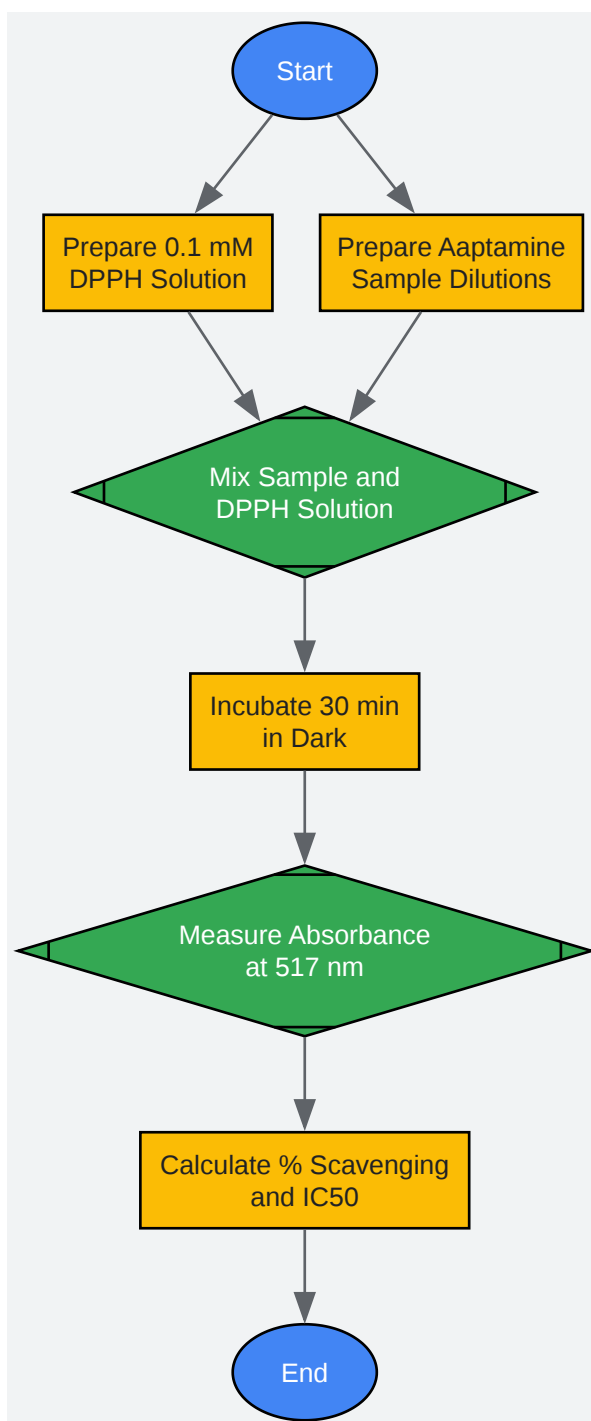 Start
Prepare 0.1 mM
DPPH Solution
Prepare Aaptamine
Sample Dilutions
Mix Sample and
DPPH Solution
Incubate 30 min
in Dark
Measure Absorbance
at 517 nm
Calculate % Scavenging
and IC50
End